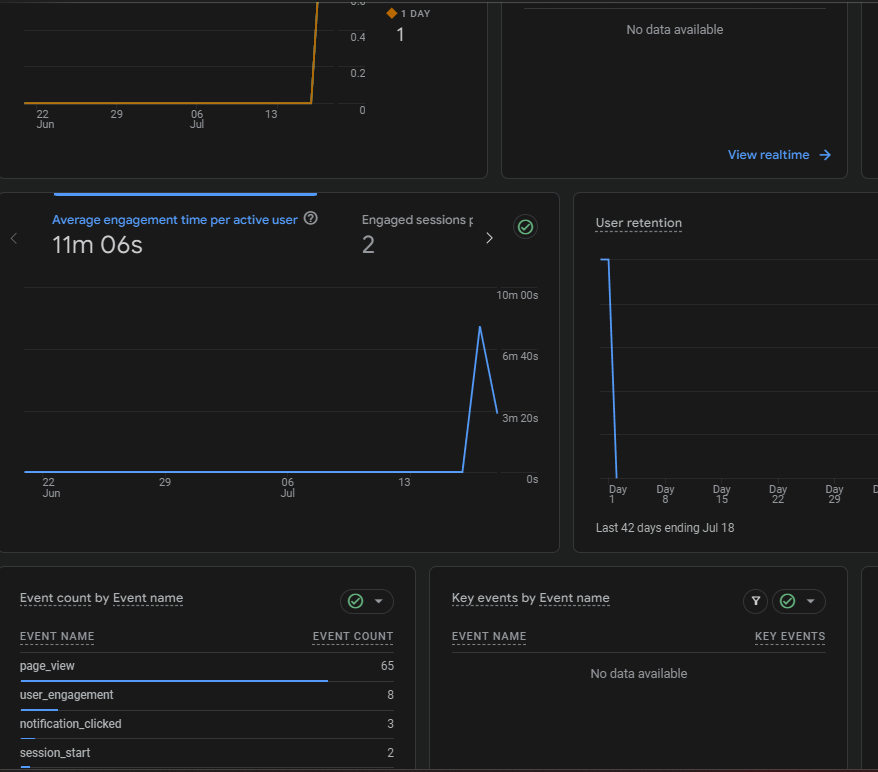 0.6
1 DAY
1
0.4
0.2
0
22
Jun
29
06
Jul
13
No data available
View realtime
Average engagement time per active user
11m 06s
Engaged sessions p
2
10m 00s
6m 40s
3m 20s
0s
22
Jun
29
06
Jul
13
User retention
Day
1
Day
8
Day
15
Day
22
Day
29
Last 42 days ending Jul 18
Event count by Event name
EVENT NAME EVENT COUNT
page_view 65
user_engagement 8
notification_clicked 3
session_start 2
Key events by Event name
EVENT NAME KEY EVENTS
No data available